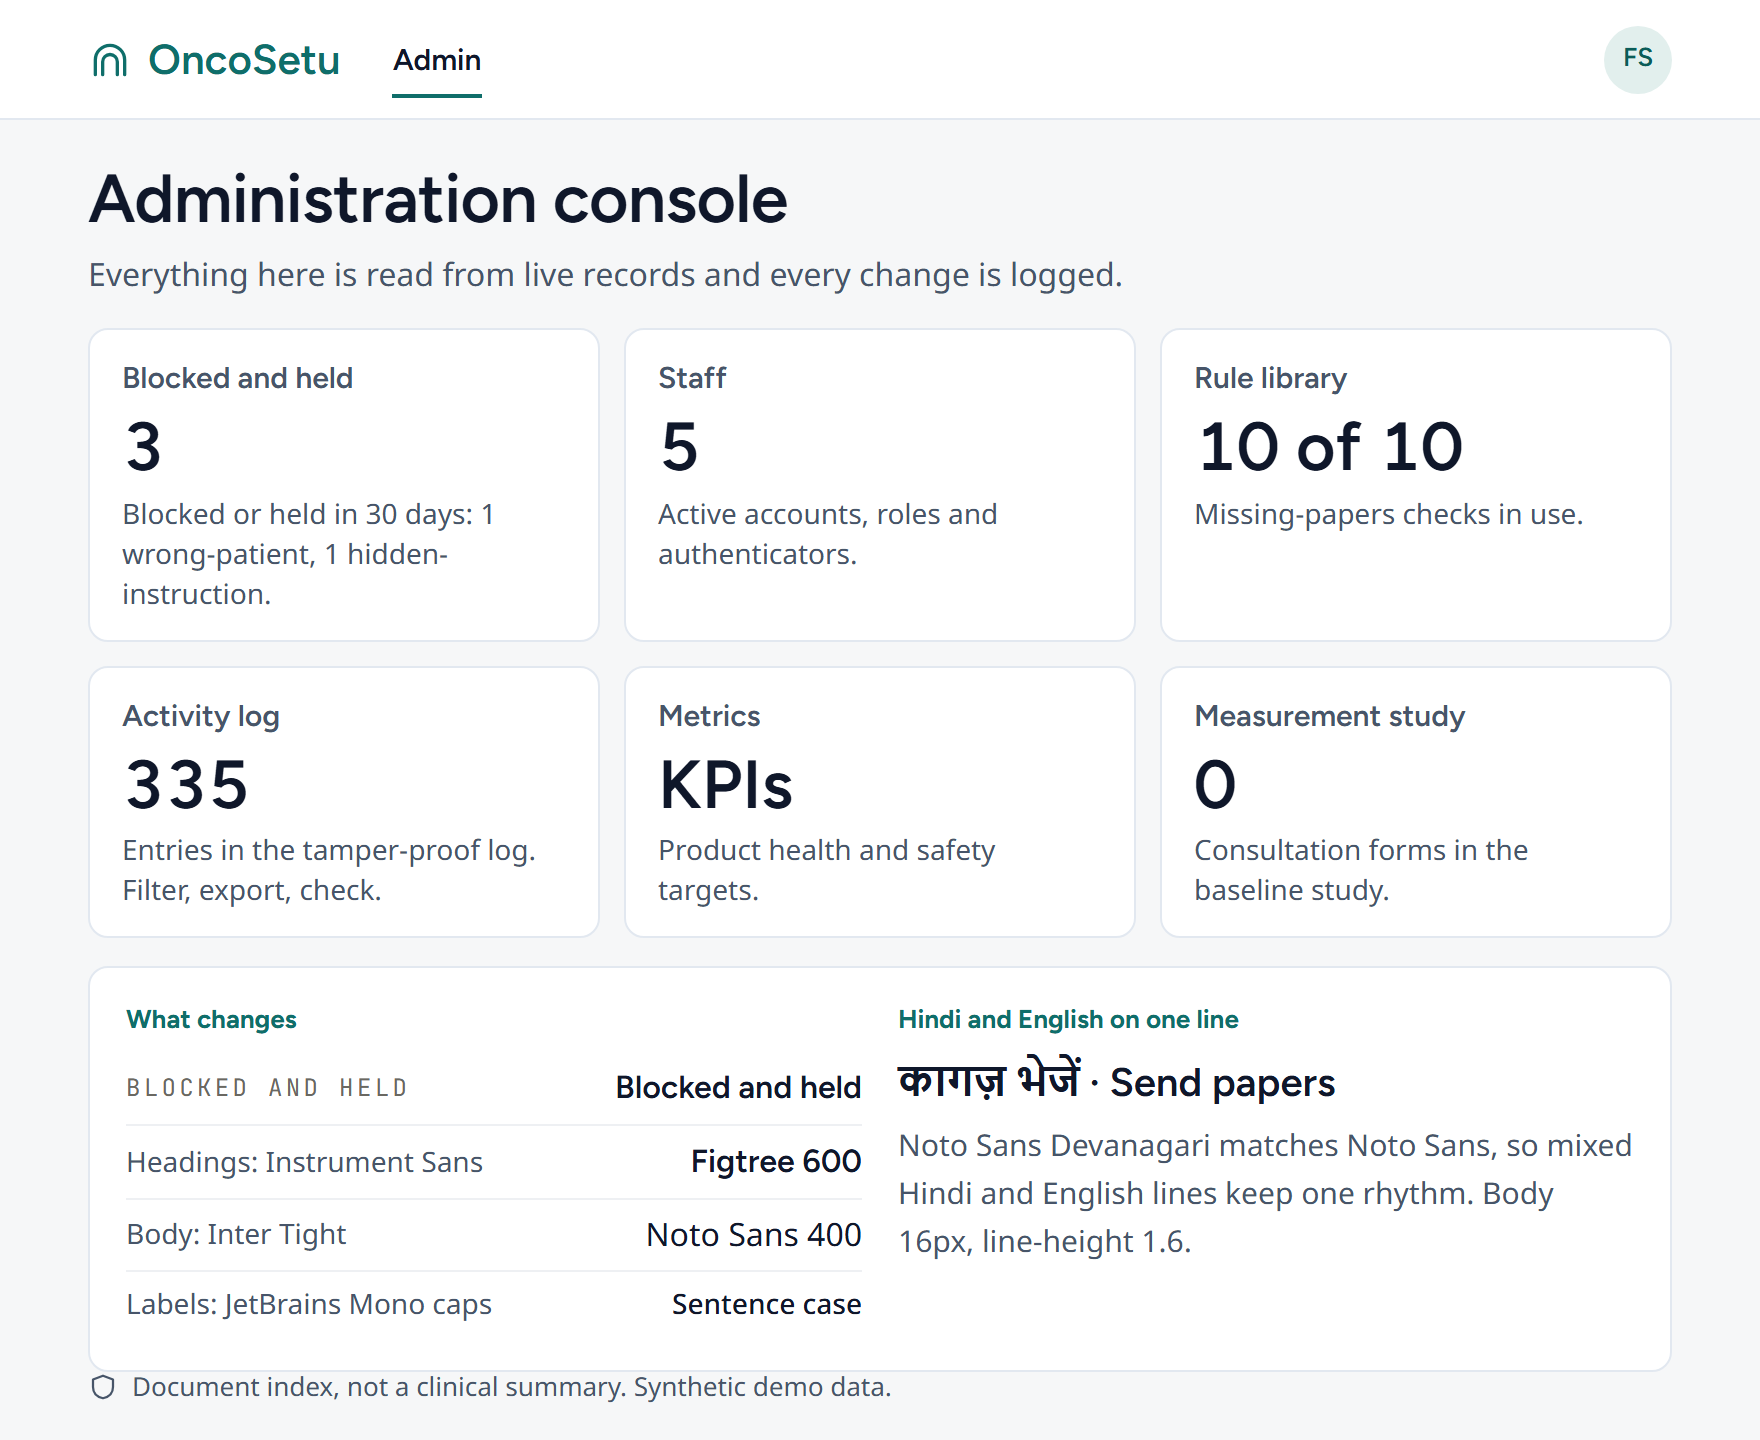 OncoSetu
Admin
FS
Administration console
Everything here is read from live records and every change is logged.
Blocked and held
3
Blocked or held in 30 days: 1
wrong-patient, 1 hidden-
instruction.
Staff
5
Active accounts, roles and
authenticators.
Rule library
10 of 10
Missing-papers checks in use.
Activity log
335
Entries in the tamper-proof log.
Filter, export, check.
Metrics
KPIs
Product health and safety
targets.
Measurement study
0
Consultation forms in the
baseline study.
What changes
BLOCKED AND HELD
Blocked and held
Headings: Instrument Sans
Figtree 600
Body: Inter Tight
Noto Sans 400
Labels: JetBrains Mono caps
Sentence case
Hindi and English on one line
कागज़ भेजें · Send papers
Noto Sans Devanagari matches Noto Sans, so mixed
Hindi and English lines keep one rhythm. Body
16px, line-height 1.6.
Document index, not a clinical summary. Synthetic demo data.